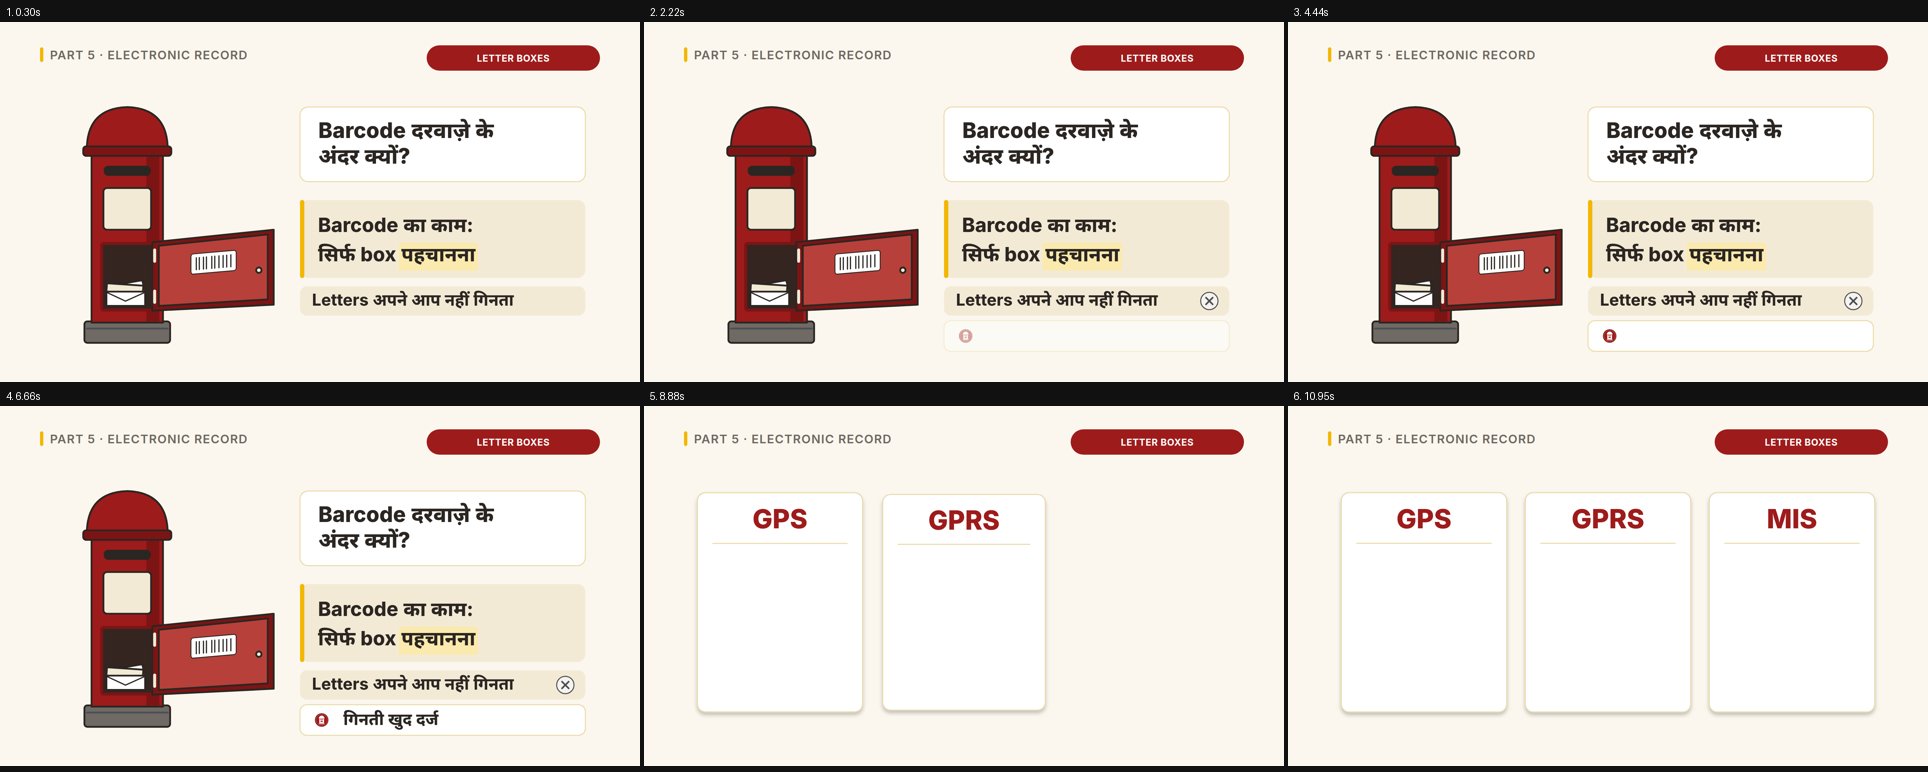 1. 0.30s
PART 5 · ELECTRONIC RECORD
LETTER BOXES
Barcode दरवाज़े के
अंदर क्यों?
Barcode का काम:
सिर्फ box पहचानना
Letters अपने आप नहीं गिनता
2. 2.22s
PART 5 · ELECTRONIC RECORD
LETTER BOXES
Barcode दरवाज़े के
अंदर क्यों?
Barcode का काम:
सिर्फ box पहचानना
Letters अपने आप नहीं गिनता
3. 4.44s
PART 5 · ELECTRONIC RECORD
LETTER BOXES
Barcode दरवाज़े के
अंदर क्यों?
Barcode का काम:
सिर्फ box पहचानना
Letters अपने आप नहीं गिनता
4. 6.66s
PART 5 · ELECTRONIC RECORD
LETTER BOXES
Barcode दरवाज़े के
अंदर क्यों?
Barcode का काम:
सिर्फ box पहचानना
Letters अपने आप नहीं गिनता
गिनती खुद दर्ज
5. 8.88s
PART 5 · ELECTRONIC RECORD
LETTER BOXES
GPS
GPRS
6. 10.95s
PART 5 · ELECTRONIC RECORD
LETTER BOXES
GPS
GPRS
MIS